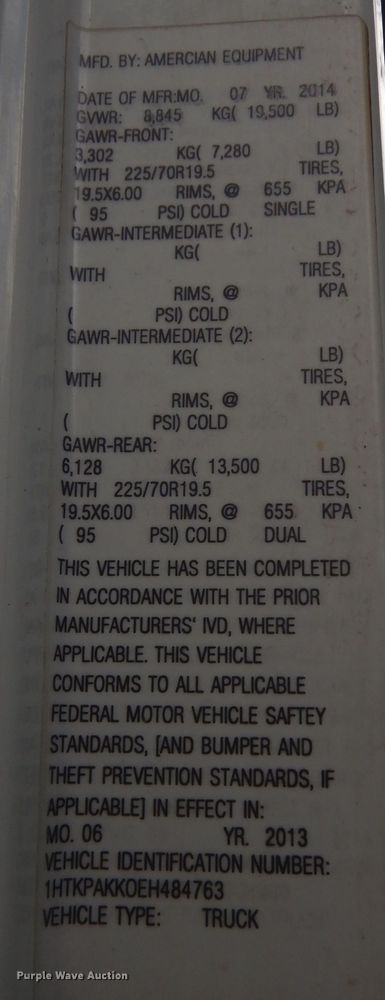 MFD. BY: AMERCIAN EQUIPMENT
DATE OF MFR:MO. 07 YR. 2014
GVWR: 8,845 KG( 19,500 LB)
GAWR-FRONT:
3,302 KG( 7,280 LB)
WITH 225/70R19.5 TIRES,
19.5X6.00 RIMS, @ 655 KPA
( 95 PSI) COLD SINGLE
GAWR-INTERMEDIATE (1):
KG( LB)
WITH TIRES,
RIMS, @ KPA
( PSI) COLD
GAWR-INTERMEDIATE (2):
KG( LB)
WITH TIRES,
RIMS, @ KPA
( PSI) COLD
GAWR-REAR:
6,128 KG( 13,500 LB)
WITH 225/70R19.5 TIRES,
19.5X6.00 RIMS, @ 655 KPA
( 95 PSI) COLD DUAL
THIS VEHICLE HAS BEEN COMPLETED
IN ACCORDANCE WITH THE PRIOR
MANUFACTURERS' IVD, WHERE
APPLICABLE. THIS VEHICLE
CONFORMS TO ALL APPLICABLE
FEDERAL MOTOR VEHICLE SAFTEY
STANDARDS, [AND BUMPER AND
THEFT PREVENTION STANDARDS, IF
APPLICABLE] IN EFFECT IN:
MO. 06 YR. 2013
VEHICLE IDENTIFICATION NUMBER:
1HTKPAKKOEH484763
VEHICLE TYPE: TRUCK
Purple Wave Auction